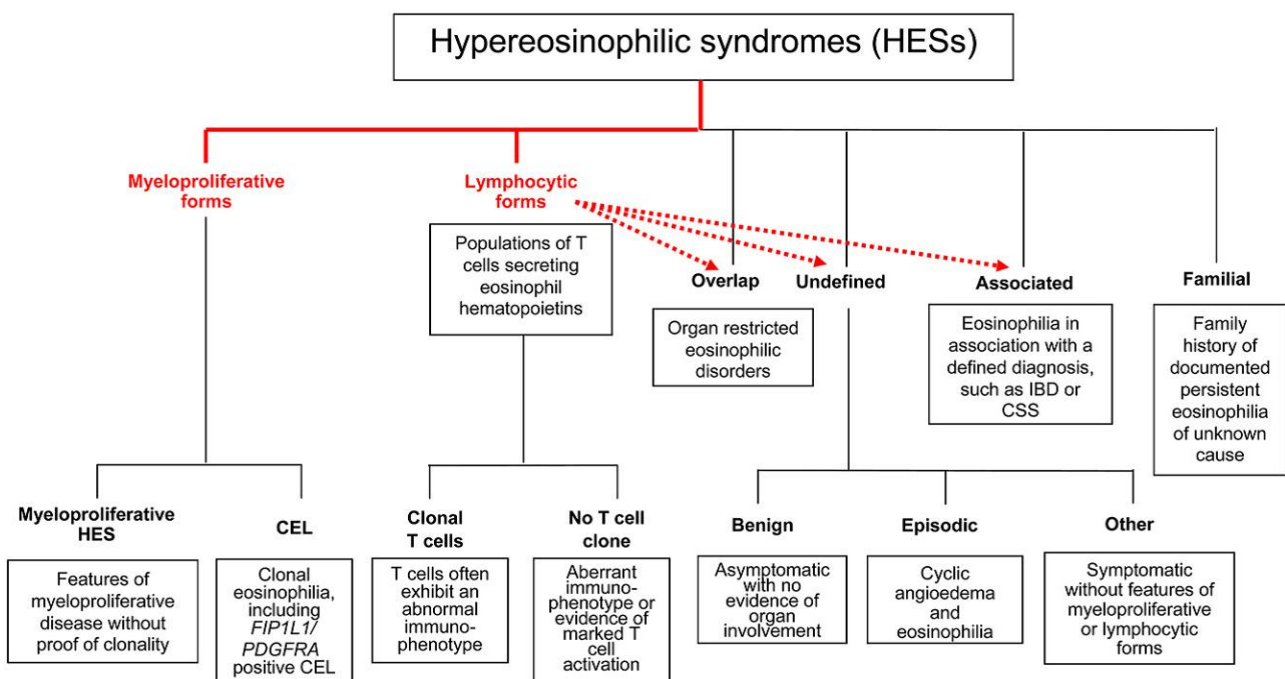 Hypereosinophilic syndromes (HESs)
Myeloproliferative
forms
Lymphocytic
forms
Populations of T
cells secreting
eosinophil
hematopoietins
Overlap
Organ restricted
eosinophilic
disorders
Undefined
Associated
Eosinophilia in
association with a
defined diagnosis,
such as IBD or
CSS
Familial
Family
history of
documented
persistent
eosinophilia
of unknown
cause
Myeloproliferative
HES
Features of
myeloproliferative
disease without
proof of clonality
CEL
Clonal
eosinophilia,
including
FIP1L1/
PDGFRA
positive CEL
Clonal
T cells
T cells often
exhibit an
abnormal
immuno-
phenotype
No T cell
clone
Aberrant
immuno-
phenotype or
evidence of
marked T cell
activation
Benign
Asymptomatic
with no
evidence of
organ
involvement
Episodic
Cyclic
angioedema
and
eosinophilia
Other
Symptomatic
without features of
myeloproliferative
or lymphocytic
forms